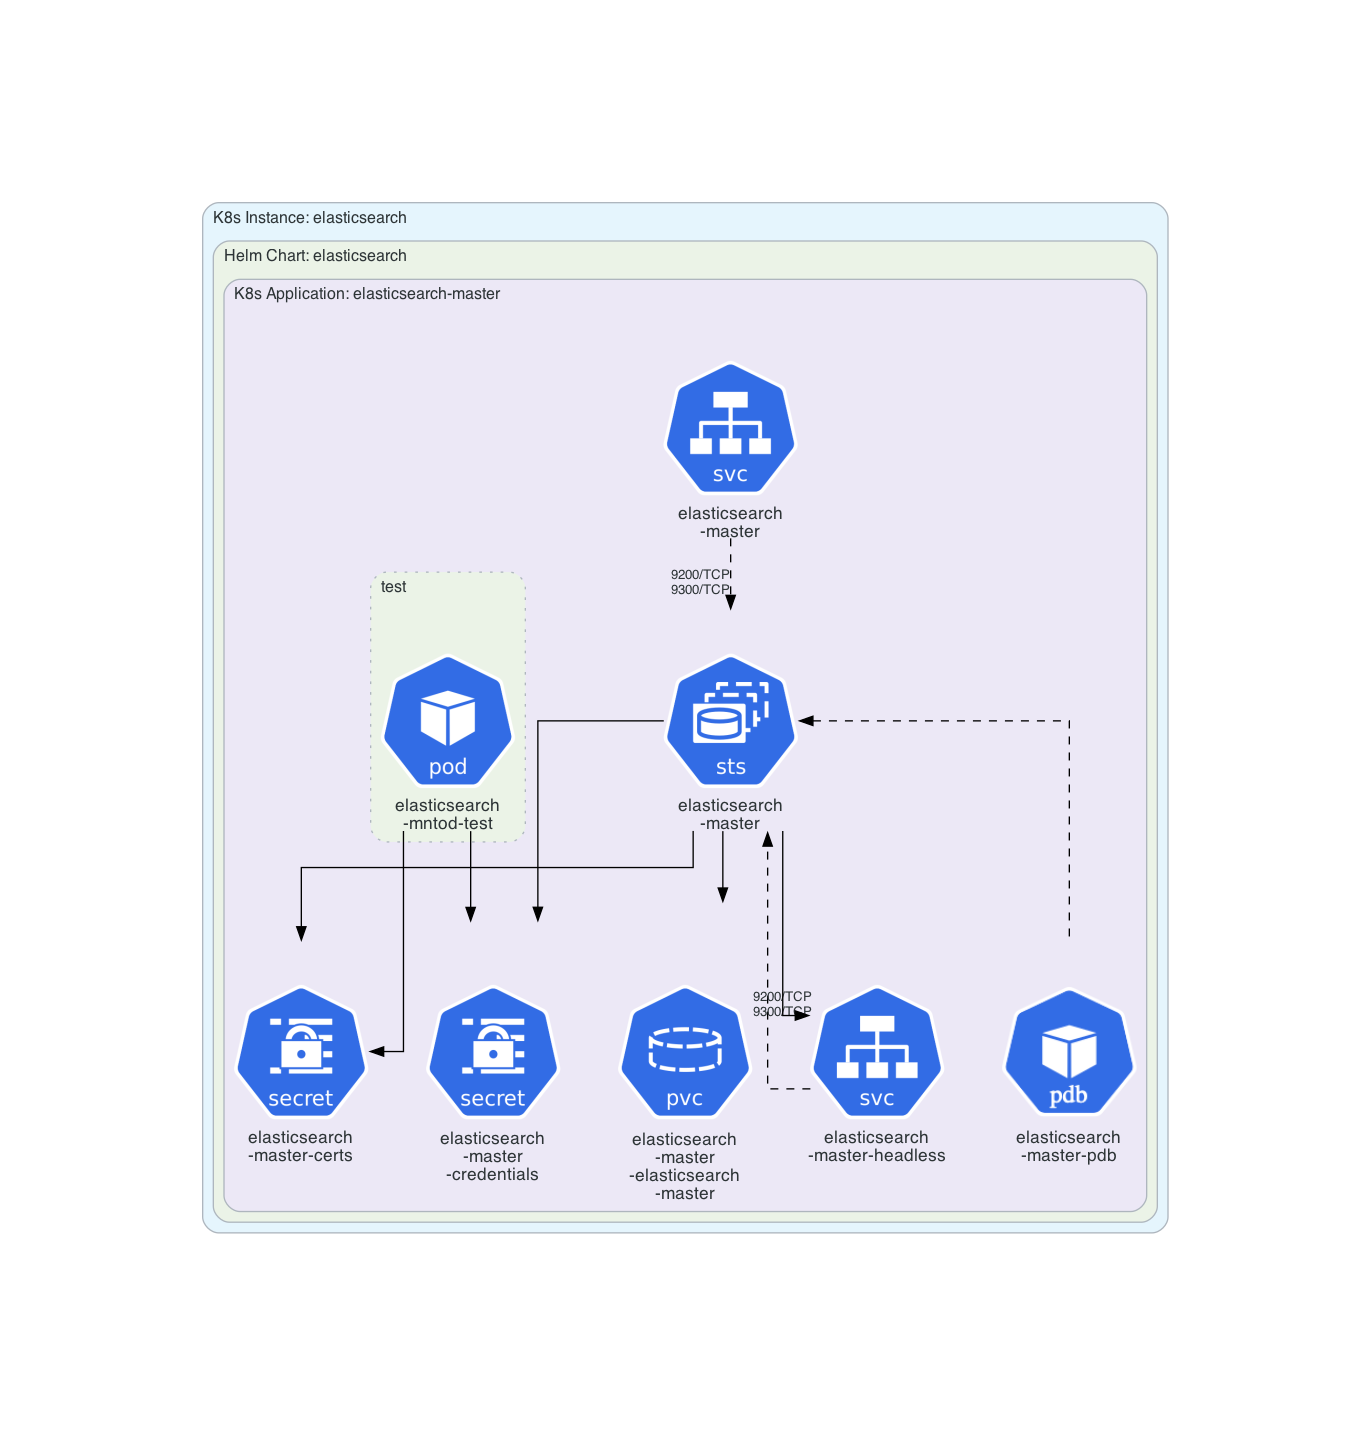 K8s Instance: elasticsearch
Helm Chart: elasticsearch
K8s Application: elasticsearch-master
svc
elasticsearch
-master
9200/TCP
9300/TCP
test
pod
elasticsearch
-mntod-test
sts
elasticsearch
-master
9200/TCP
9300/TCP
secret
elasticsearch
-master-certs
secret
elasticsearch
-master
-credentials
pvc
elasticsearch
-master
-elasticsearch
-master
svc
elasticsearch
-master-headless
pdb
elasticsearch
-master-pdb